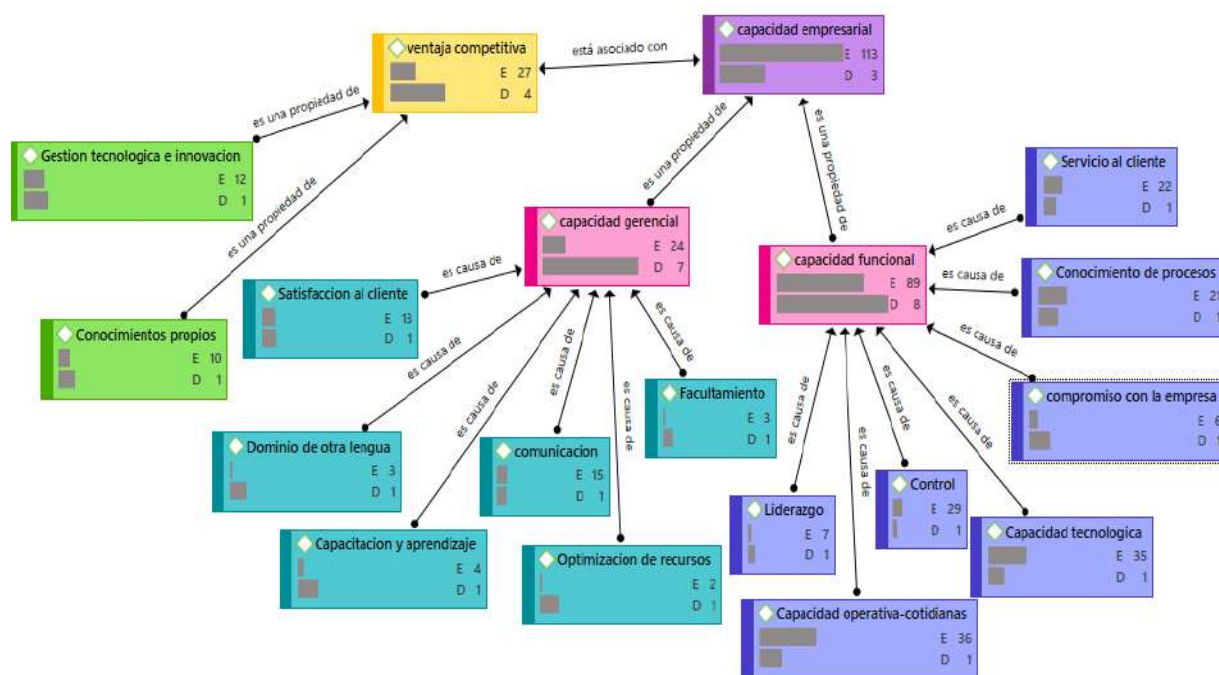 ventaja competitiva
E 27
D 4
está asociado con
capacidad empresarial
E 113
D 3
es una propiedad de
Gestion tecnologica e innovacion
E 12
D 1
es una propiedad de
Conocimientos propios
E 10
D 1
es una propiedad de
capacidad gerencial
E 24
D 7
es una propiedad de
capacidad funcional
E 89
D 8
es causa de
Satisfaccion al cliente
E 13
D 1
es causa de
Dominio de otra lengua
E 3
D 1
es causa de
Capacitacion y aprendizaje
E 4
D 1
es causa de
comunicacion
E 15
D 1
es causa de
Optimizacion de recursos
E 2
D 1
es causa de
Facultamiento
E 3
D 1
es causa de
Servicio al cliente
E 22
D 1
es causa de
Conocimiento de procesos
E
D 1
es causa de
compromiso con la empresa
E 6
D 1
es causa de
Liderazgo
E 7
D 1
es causa de
Capacidad operativa-cotidianas
E 36
D 1
es causa de
Control
E 29
D 1
es causa de
Capacidad tecnologica
E 35
D 1